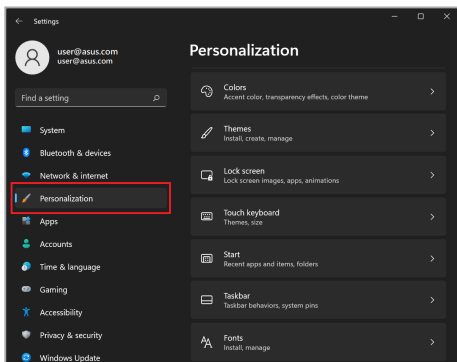 Settings
user@asus.com
user@asus.com
Find a setting
System
Bluetooth & devices
Network & internet
Personalization
Apps
Accounts
Time & language
Gaming
Accessibility
Privacy & security
Windows Update
Personalization
Colors
Accent color, transparency effects, color theme
Themes
Install, create, manage
Lock screen
Lock screen images, apps, animations
Touch keyboard
Themes, size
Start
Recent apps and items, folders
Taskbar
Taskbar behaviors, system pins
Fonts
Install, manage